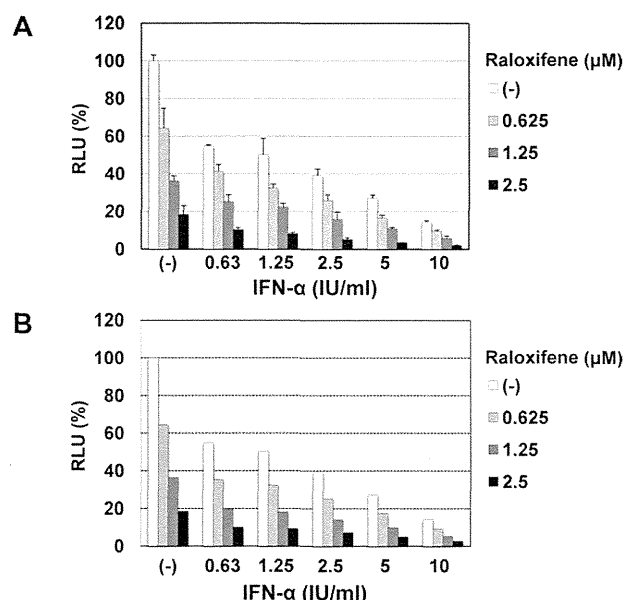 A
120
100
80
60
40
20
0
RLU (%)
(-) 0.63 1.25 2.5 5 10
IFN-α (IU/ml)
Raloxifene (μM)
(-)
0.625
1.25
2.5
B
120
100
80
60
40
20
0
RLU (%)
(-) 0.63 1.25 2.5 5 10
IFN-α (IU/ml)
Raloxifene (μM)
(-)
0.625
1.25
2.5